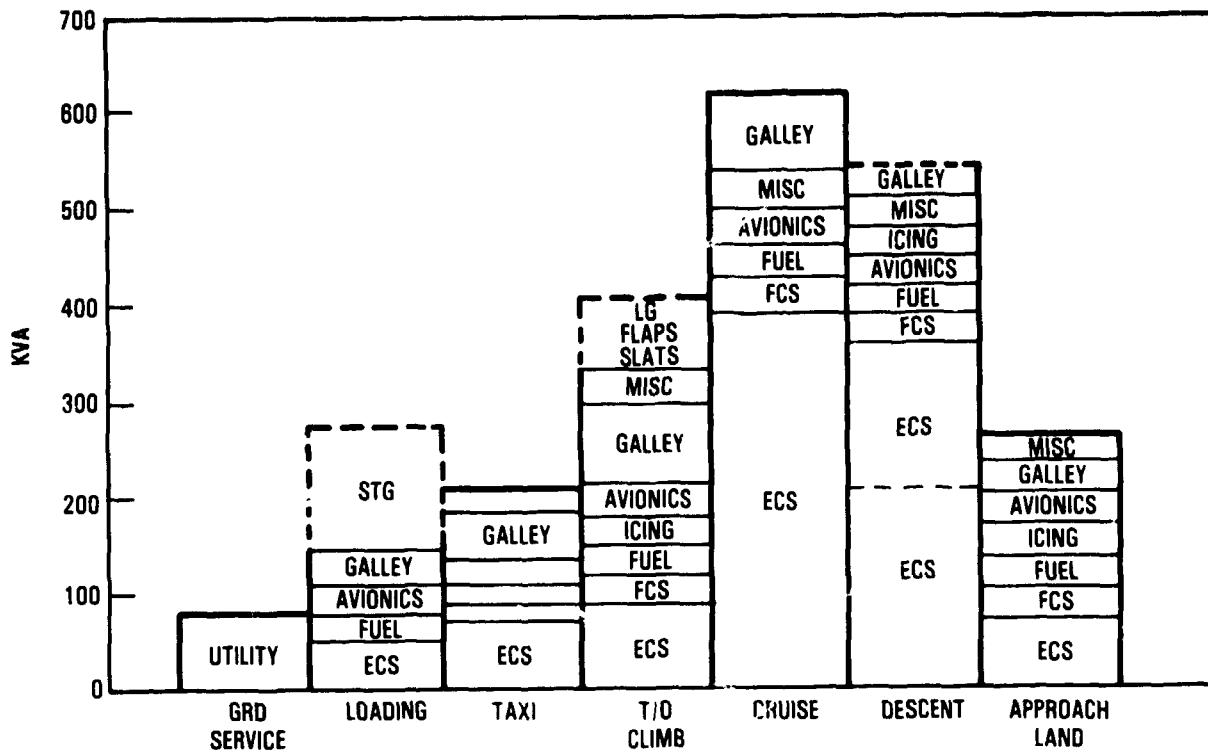 700
600
500
400
300
200
100
0
KVA
UTILITY
GRD
SERVICE
STG
GALLEY
AVIONICS
FUEL
ECS
LOADING
GALLEY
ECS
TAXI
LG
FLAPS
SLATS
MISC
GALLEY
AVIONICS
ICING
FUEL
FCS
ECS
T/O
CLIMB
GALLEY
MISC
AVIONICS
FUEL
FCS
ECS
CRUISE
GALLEY
MISC
ICING
AVIONICS
FUEL
FCS
ECS
ECS
DESCENT
MISC
GALLEY
AVIONICS
ICING
FUEL
FCS
ECS
APPROACH
LAND